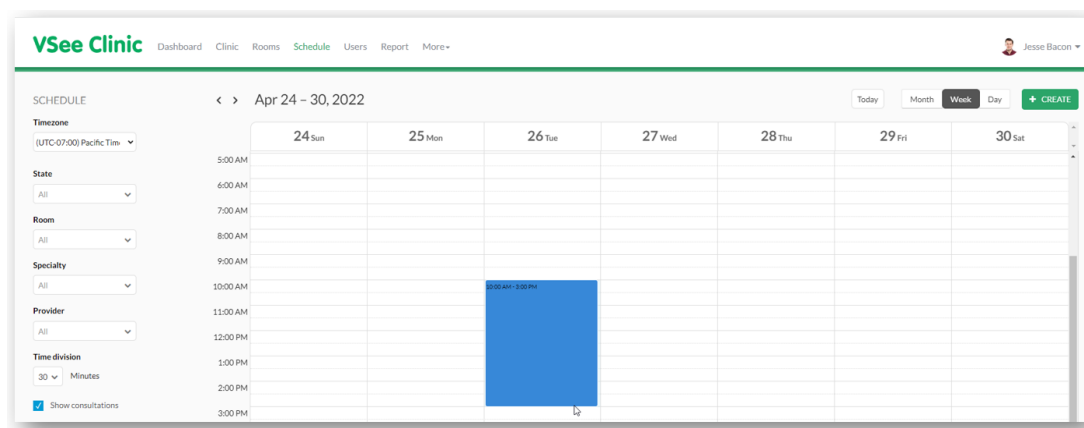 VSee Clinic Dashboard Clinic Rooms Schedule Users Report More
Jesse Bacon
SCHEDULE
Timezone
(UTC-07:00) Pacific Tim
State
All
Room
All
Specialty
All
Provider
All
Time division
30 Minutes
Show consultations
< > Apr 24 – 30, 2022
Today Month Week Day + CREATE
24 Sun 25 Mon 26 Tue 27 Wed 28 Thu 29 Fri 30 Sat
5:00 AM
6:00 AM
7:00 AM
8:00 AM
9:00 AM
10:00 AM
10:00 AM - 3:00 PM
11:00 AM
12:00 PM
1:00 PM
2:00 PM
3:00 PM